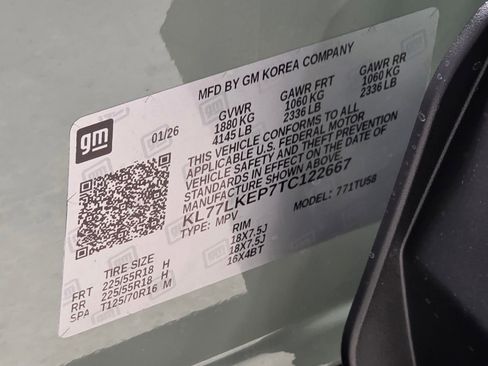 gm
01/26
MFD BY GM KOREA COMPANY
GVWR GAWR FRT GAWR RR
1880 KG 1060 KG 1060 KG
4145 LB 2336 LB 2336 LB
THIS VEHICLE CONFORMS TO ALL
APPLICABLE U.S. FEDERAL MOTOR
VEHICLE SAFETY AND THEFT PREVENTION
STANDARDS IN EFFECT ON THE DATE OF
MANUFACTURE SHOWN ABOVE.
KL77LKEP7TC122667
TYPE: MPV MODEL: 771TU58
TIRE SIZE RIM
FRT 225/55R18 H 18X7.5J
RR 225/55R18 H 18X7.5J
SPA T125/70R16 M 16X4BT